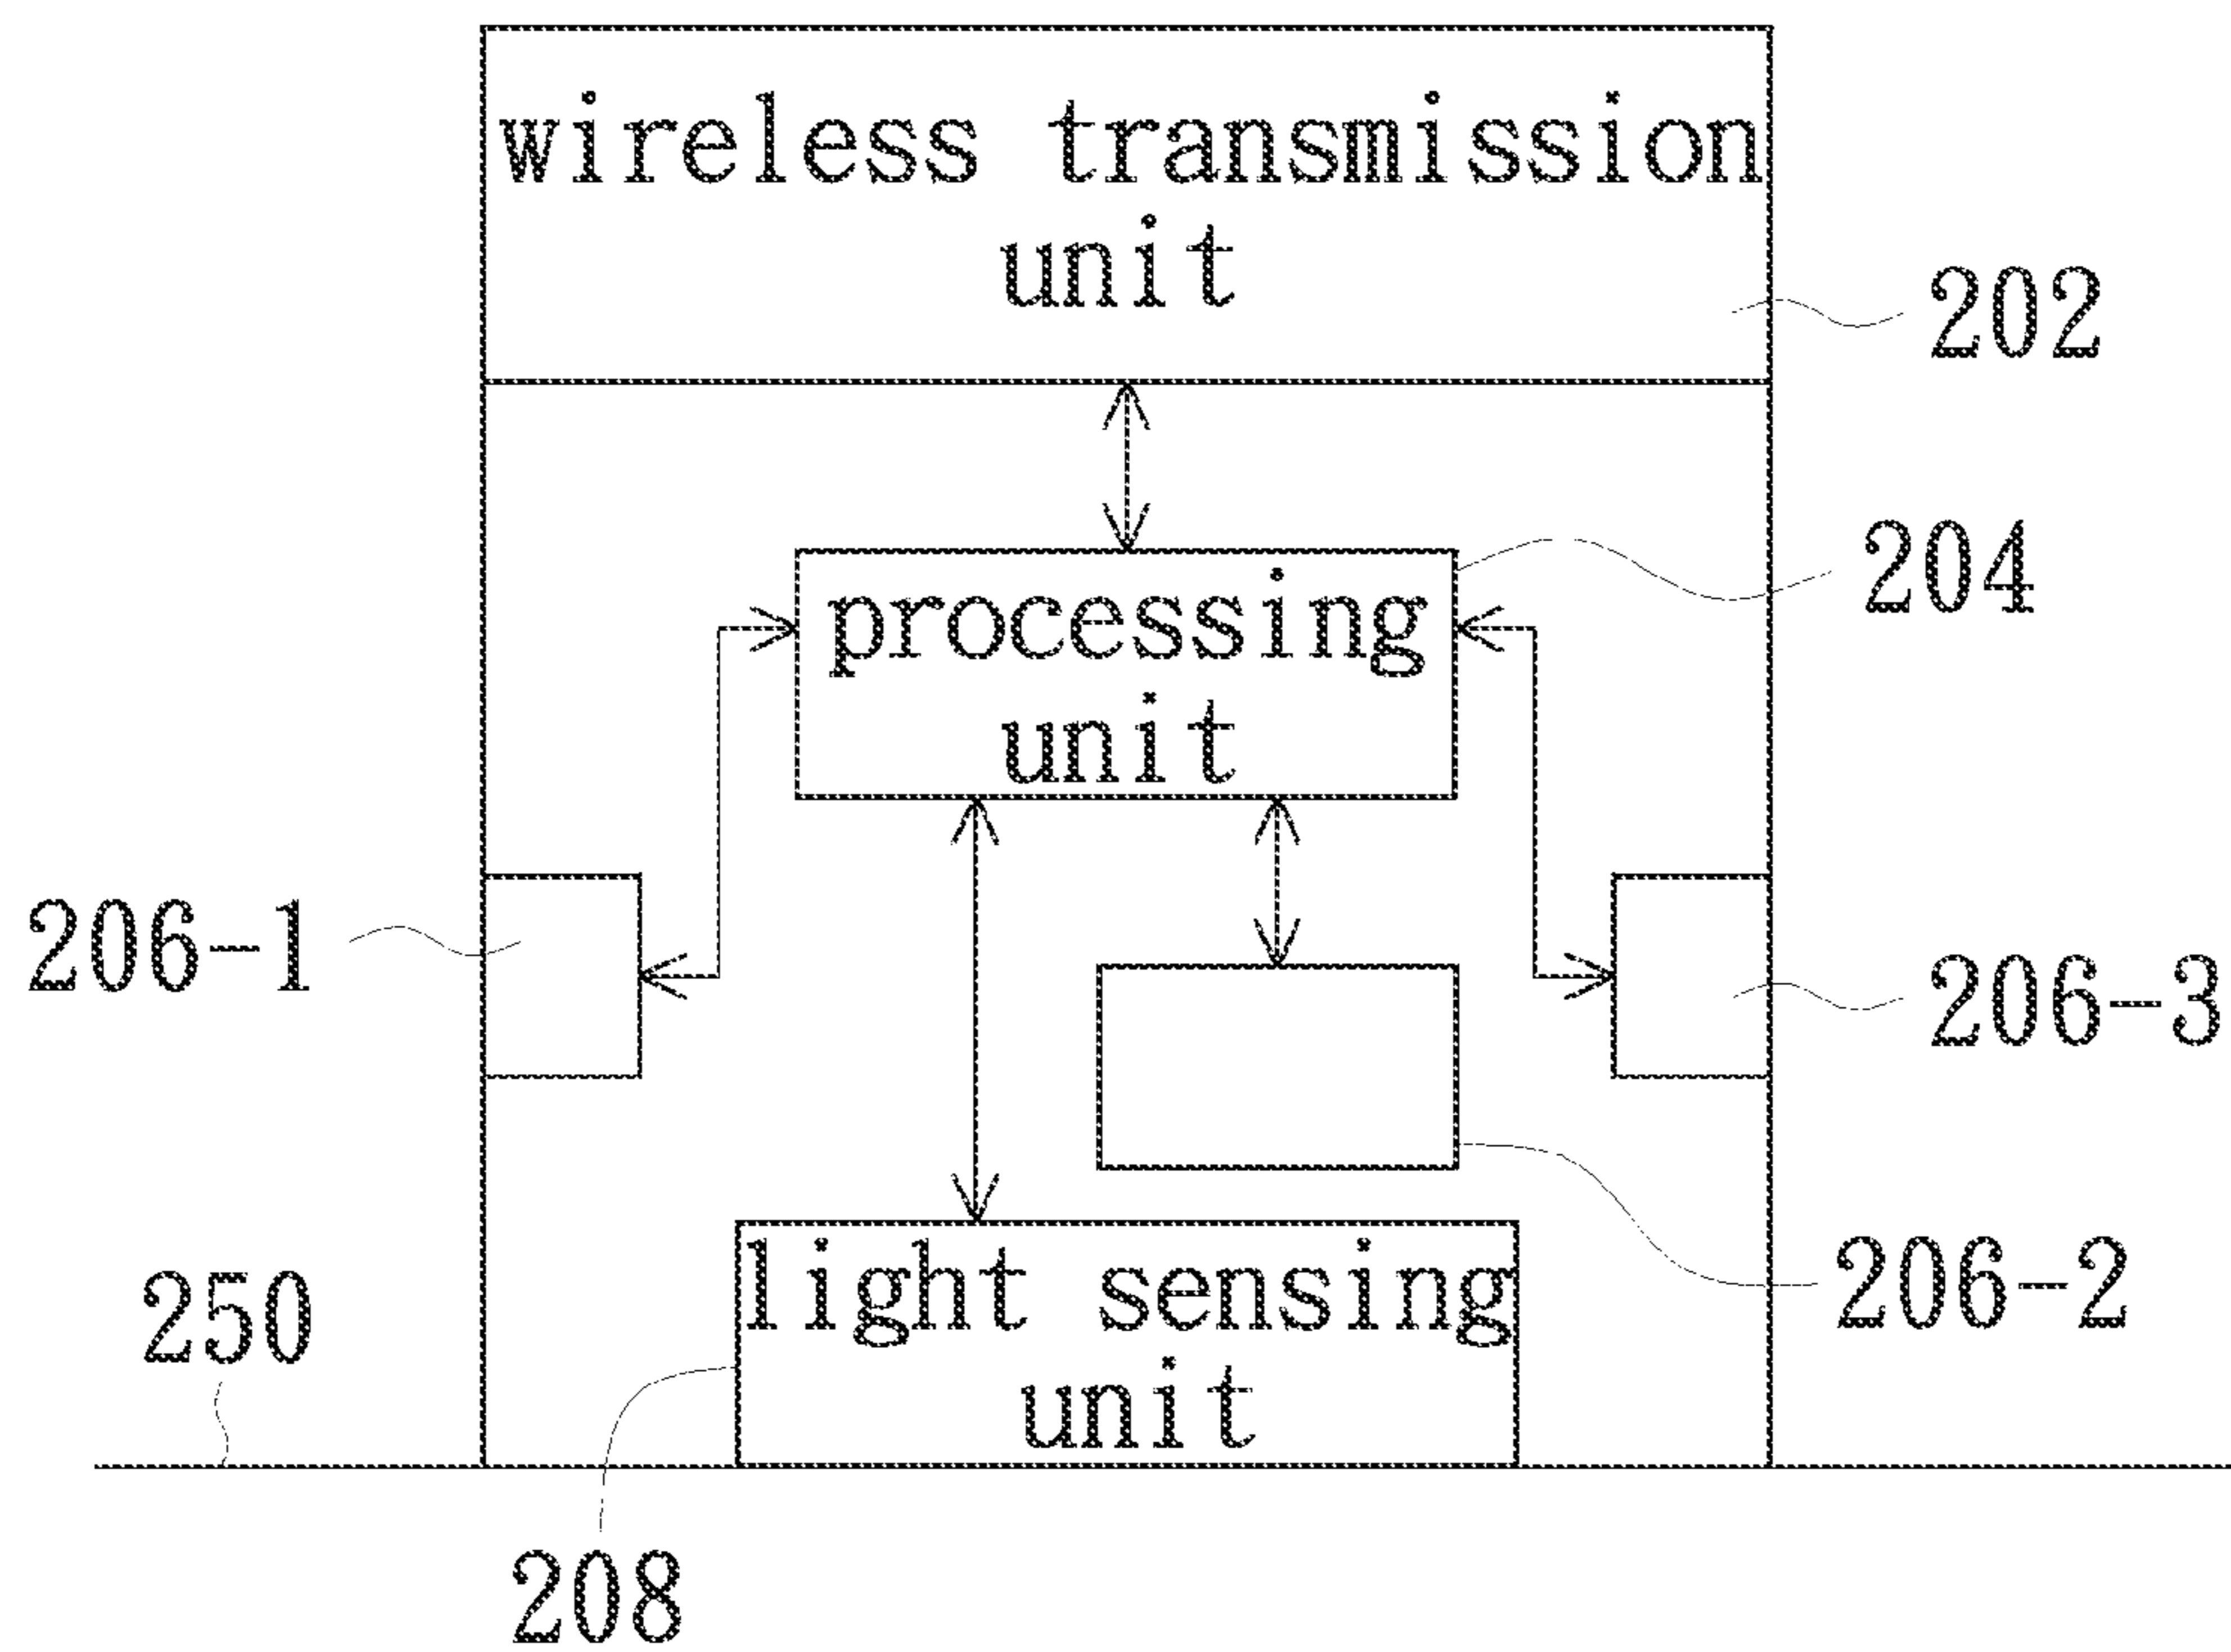 wireless transmission
unit
202
204
processing
unit
206-1
206-3
206-2
light sensing
unit
250
208